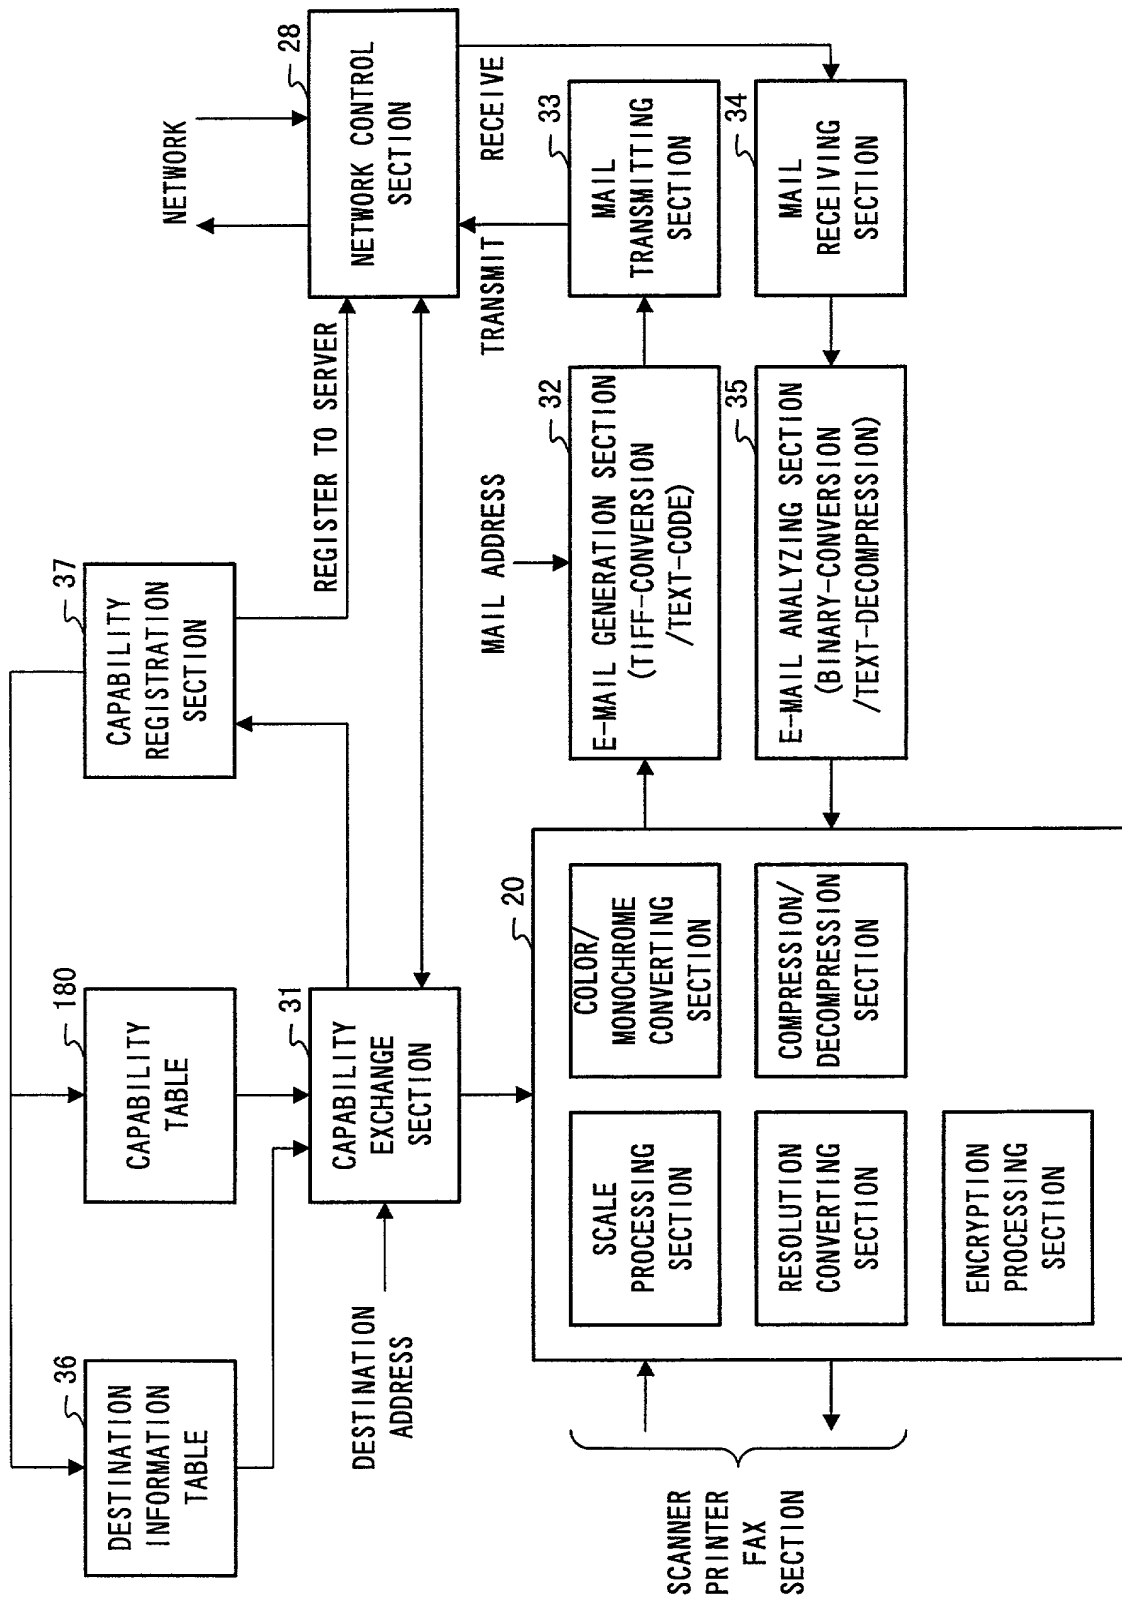 36
DESTINATION
INFORMATION
TABLE
180
CAPABILITY
TABLE
37
CAPABILITY
REGISTRATION
SECTION
NETWORK
REGISTER TO SERVER
28
NETWORK CONTROL
SECTION
DESTINATION
ADDRESS
31
CAPABILITY
EXCHANGE
SECTION
MAIL ADDRESS
TRANSMIT
RECEIVE
20
SCALE
PROCESSING
SECTION
COLOR/
MONOCHROME
CONVERTING
SECTION
32
E-MAIL GENERATION SECTION
(TIFF-CONVERSION
/TEXT-CODE)
33
MAIL
TRANSMITTING
SECTION
SCANNER
PRINTER
FAX
SECTION
RESOLUTION
CONVERTING
SECTION
COMPRESSION/
DECOMPRESSION
SECTION
35
E-MAIL ANALYZING SECTION
(BINARY-CONVERSION
/TEXT-DECOMPRESSION)
34
MAIL
RECEIVING
SECTION
ENCRYPTION
PROCESSING
SECTION